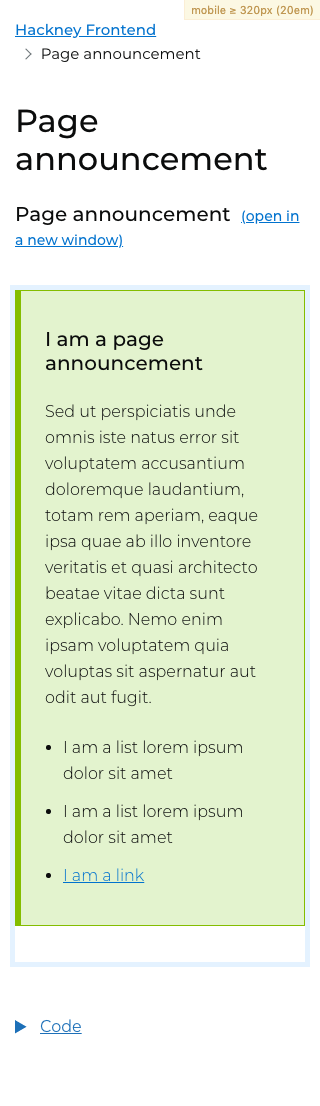 mobile ≥ 320px (20em)
Hackney Frontend
Page announcement
Page
announcement
Page announcement (open in
a new window)
I am a page
announcement
Sed ut perspiciatis unde
omnis iste natus error sit
voluptatem accusantium
doloremque laudantium,
totam rem aperiam, eaque
ipsa quae ab illo inventore
veritatis et quasi architecto
beatae vitae dicta sunt
explicabo. Nemo enim
ipsam voluptatem quia
voluptas sit aspernatur aut
odit aut fugit.
I am a list lorem ipsum
dolor sit amet
I am a list lorem ipsum
dolor sit amet
I am a link
Code